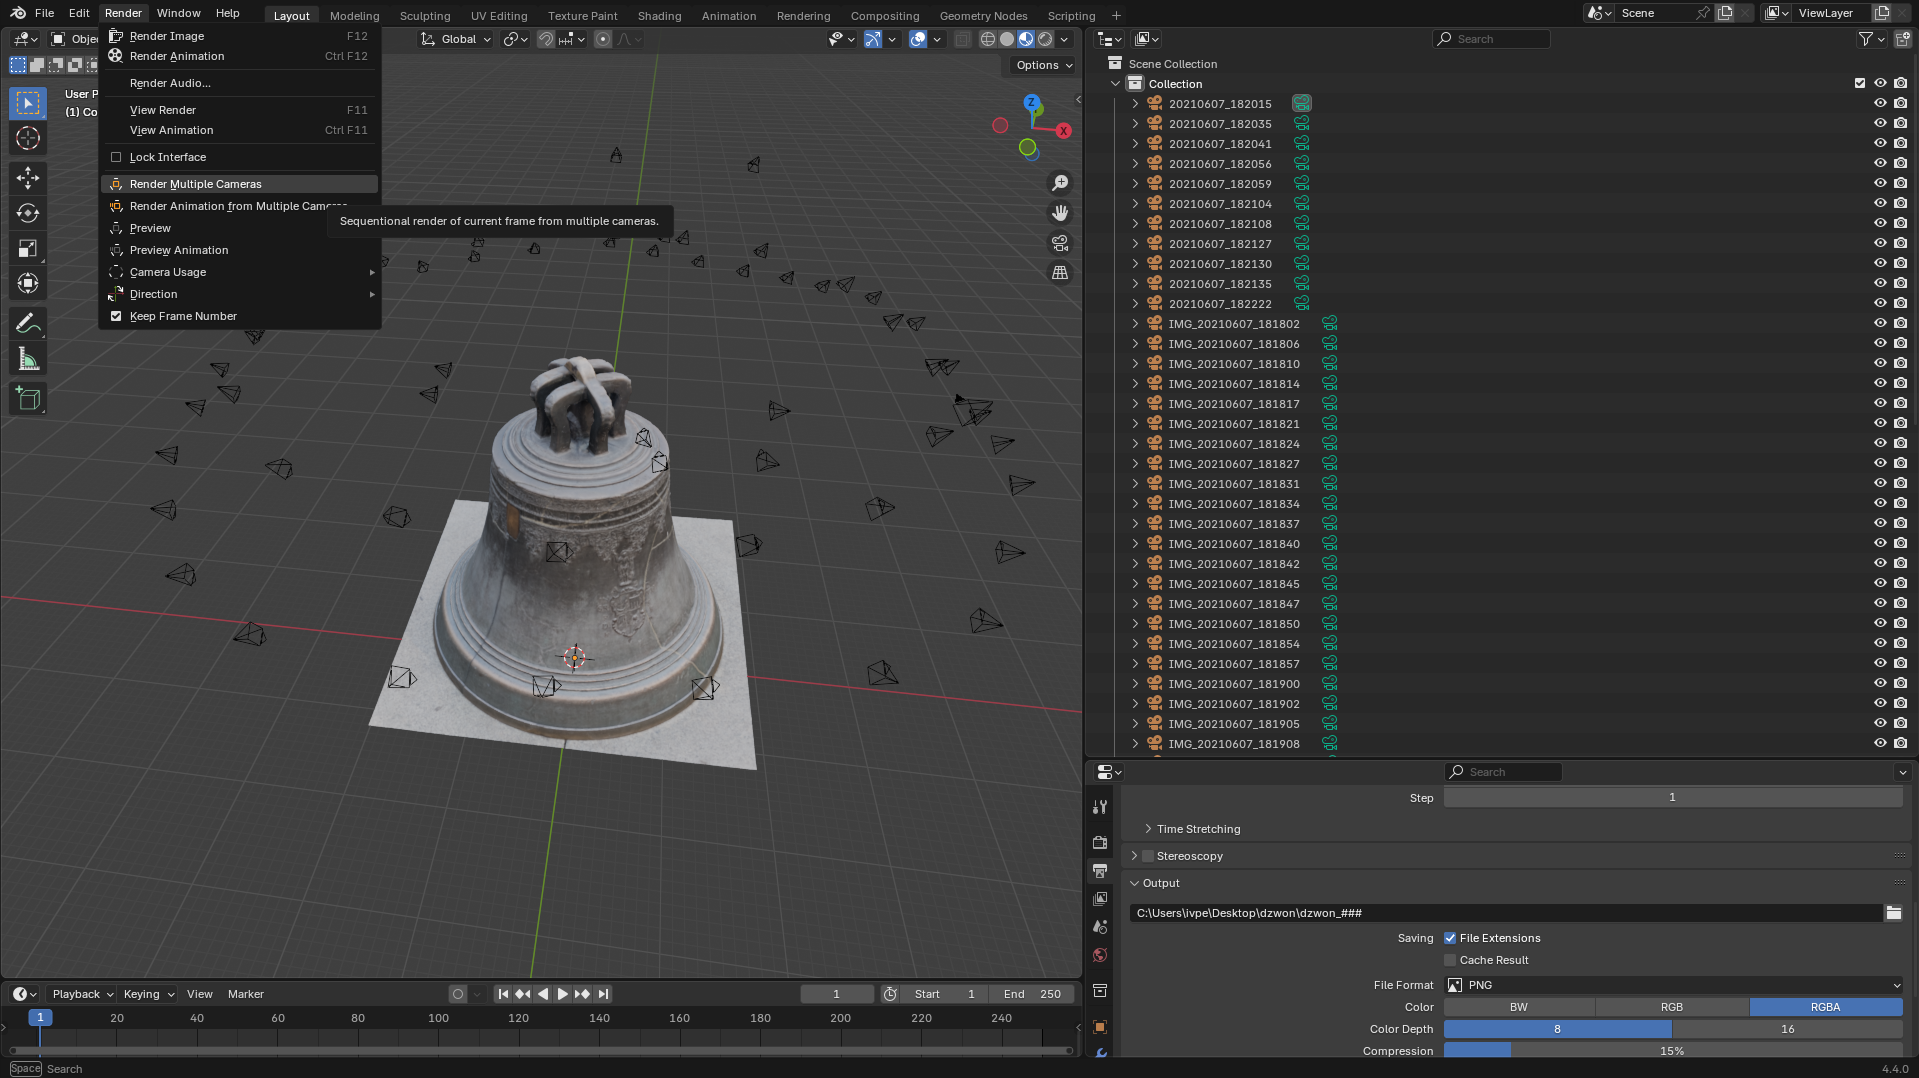 File Edit Render Window Help Layout Modeling Sculpting UV Editing Texture Paint Shading Animation Rendering Compositing Geometry Nodes Scripting + Scene ViewLayer
Render Image F12
Render Animation Ctrl F12
Render Audio...
View Render F11
View Animation Ctrl F11
Lock Interface
Render Multiple Cameras
Render Animation from Multiple Cameras
Sequentional render of current frame from multiple cameras.
Preview
Preview Animation
Camera Usage
Direction
Keep Frame Number
Global
Options
User P
(1) Co
Z
X
Search
Scene Collection
Collection
20210607_182015
20210607_182035
20210607_182041
20210607_182056
20210607_182059
20210607_182104
20210607_182108
20210607_182127
20210607_182130
20210607_182135
20210607_182222
IMG_20210607_181802
IMG_20210607_181806
IMG_20210607_181810
IMG_20210607_181814
IMG_20210607_181817
IMG_20210607_181821
IMG_20210607_181824
IMG_20210607_181827
IMG_20210607_181831
IMG_20210607_181834
IMG_20210607_181837
IMG_20210607_181840
IMG_20210607_181842
IMG_20210607_181845
IMG_20210607_181847
IMG_20210607_181850
IMG_20210607_181854
IMG_20210607_181857
IMG_20210607_181900
IMG_20210607_181902
IMG_20210607_181905
IMG_20210607_181908
Search
Step 1
Time Stretching
Stereoscopy
Output
C:\Users\ivpe\Desktop\dzwon\dzwon_###
Saving File Extensions
Cache Result
File Format PNG
Color BW RGB RGBA
Color Depth 8 16
Compression 15%
Playback Keying View Marker 1 Start 1 End 250
1 20 40 60 80 100 120 140 160 180 200 220 240
Space Search
4.4.0